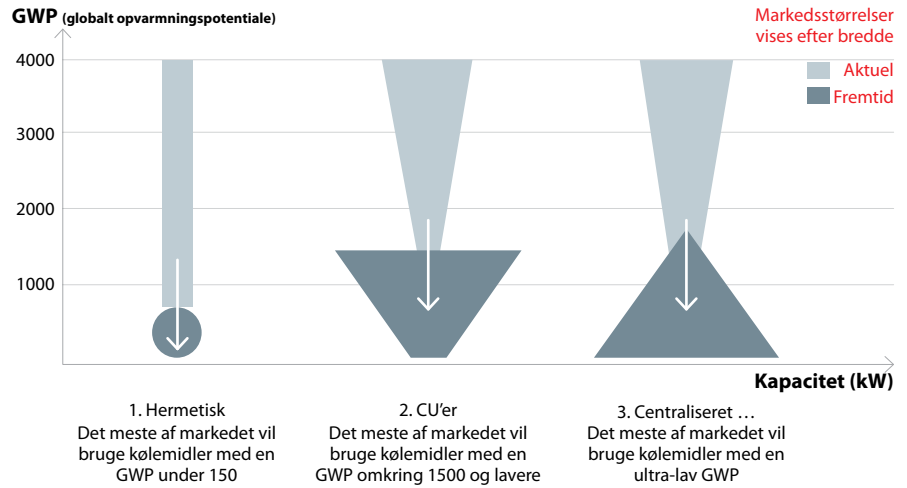 GWP (globalt opvarmningspotentiale)
Markedsstørrelser
vises efter bredde
Aktuel
Fremtid
4000
3000
2000
1000
Kapacitet (kW)
1. Hermetisk
Det meste af markedet vil
bruge kølemidler med en
GWP under 150
2. CU'er
Det meste af markedet vil
bruge kølemidler med en
GWP omkring 1500 og lavere
3. Centraliseret …
Det meste af markedet vil
bruge kølemidler med en
ultra-lav GWP